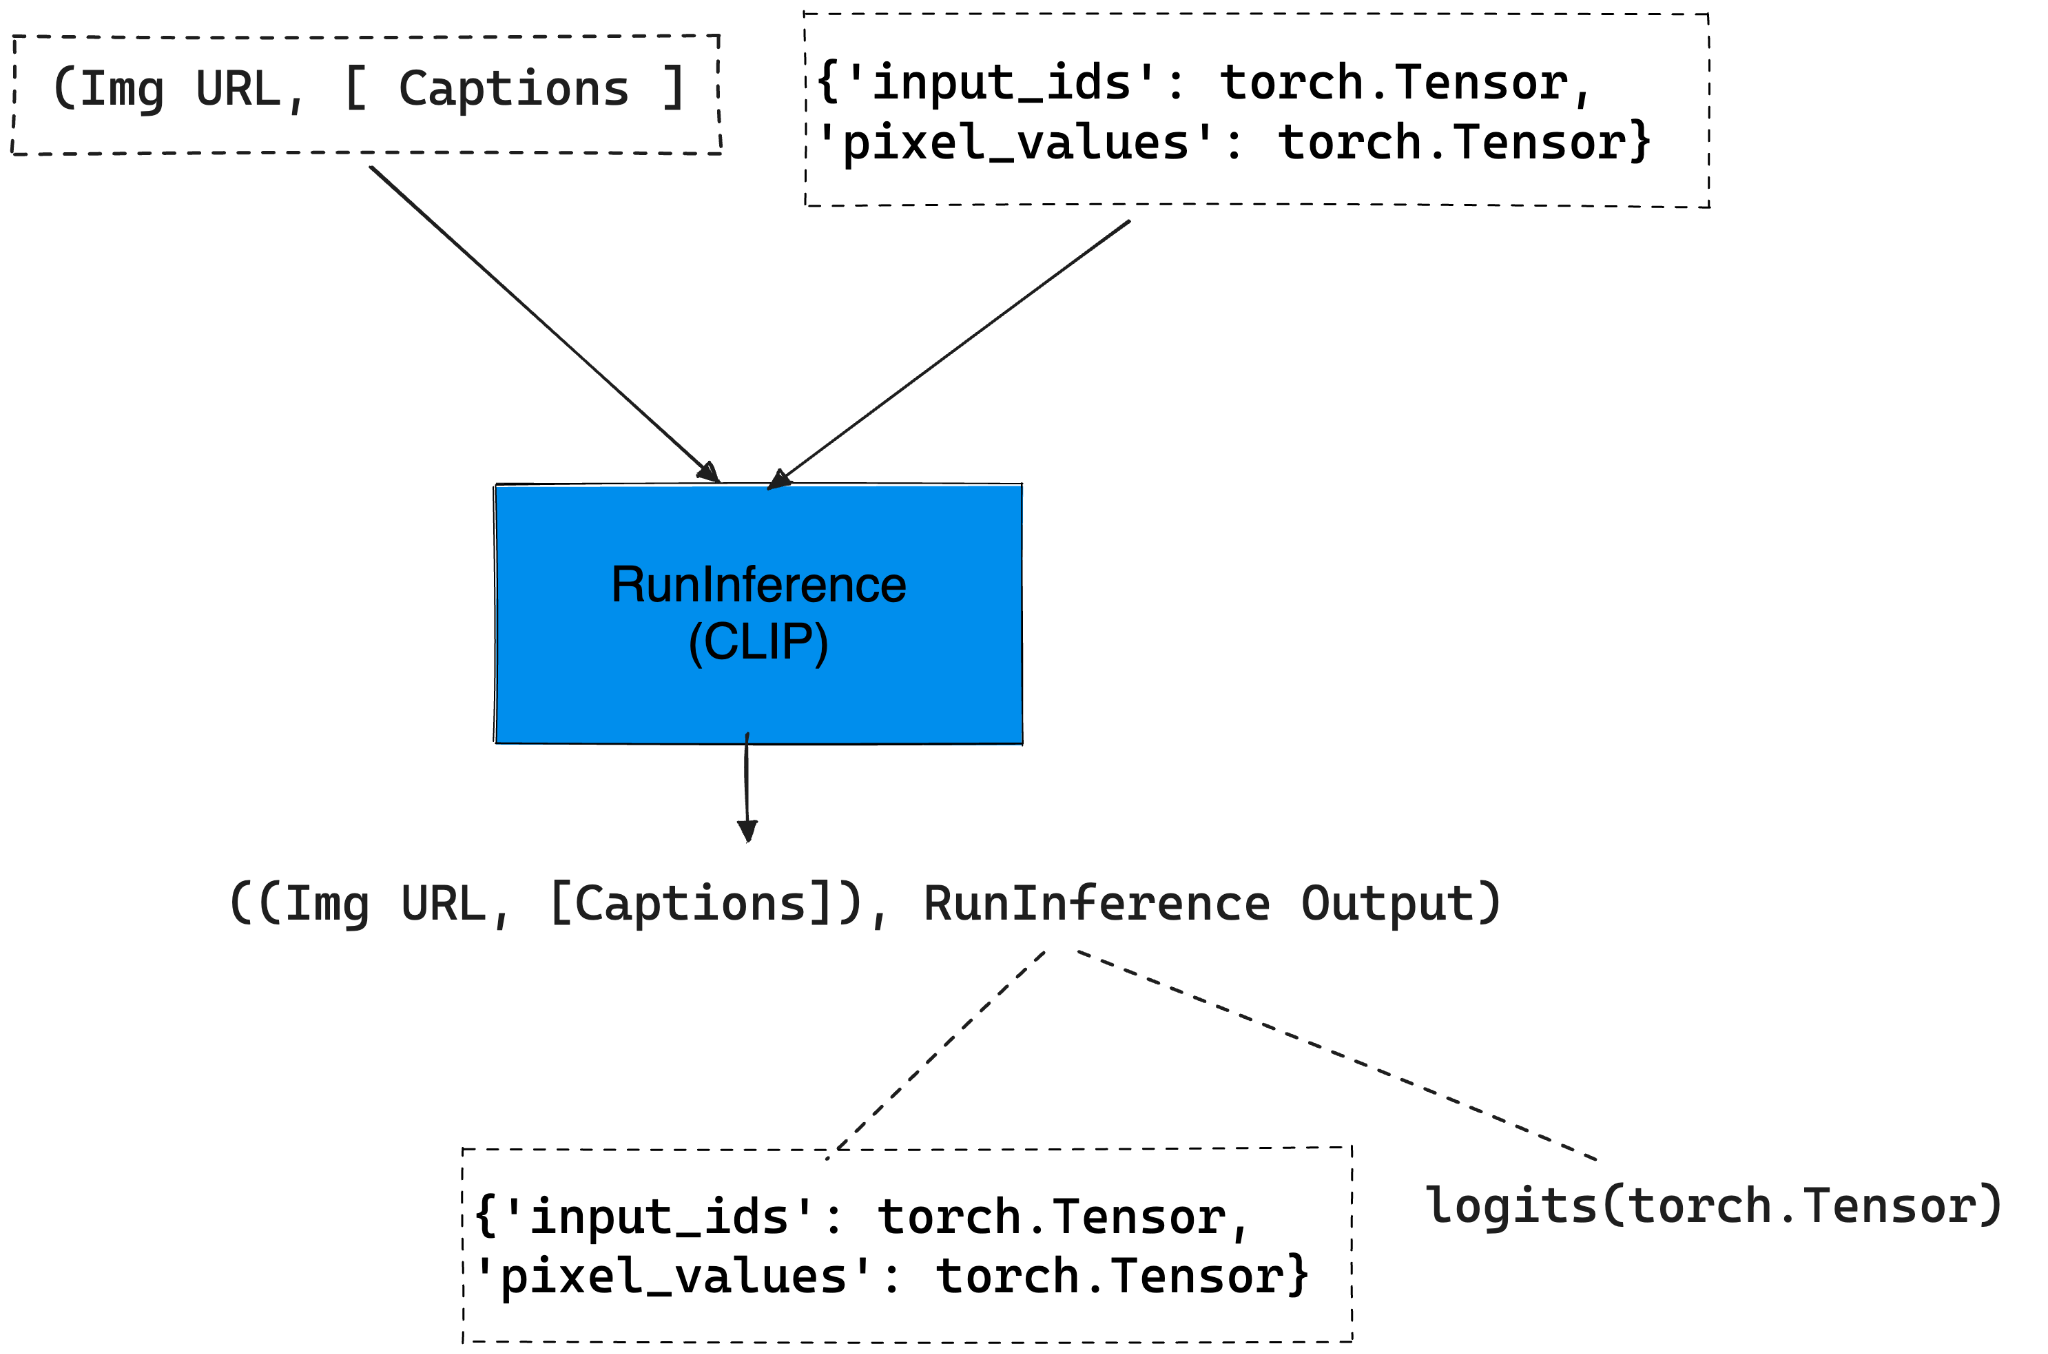 (Img URL, [ Captions ]
{'input_ids': torch.Tensor,
'pixel_values': torch.Tensor}
RunInference
(CLIP)
((Img URL, [Captions]), RunInference Output)
{'input_ids': torch.Tensor,
'pixel_values': torch.Tensor}
logits(torch.Tensor)